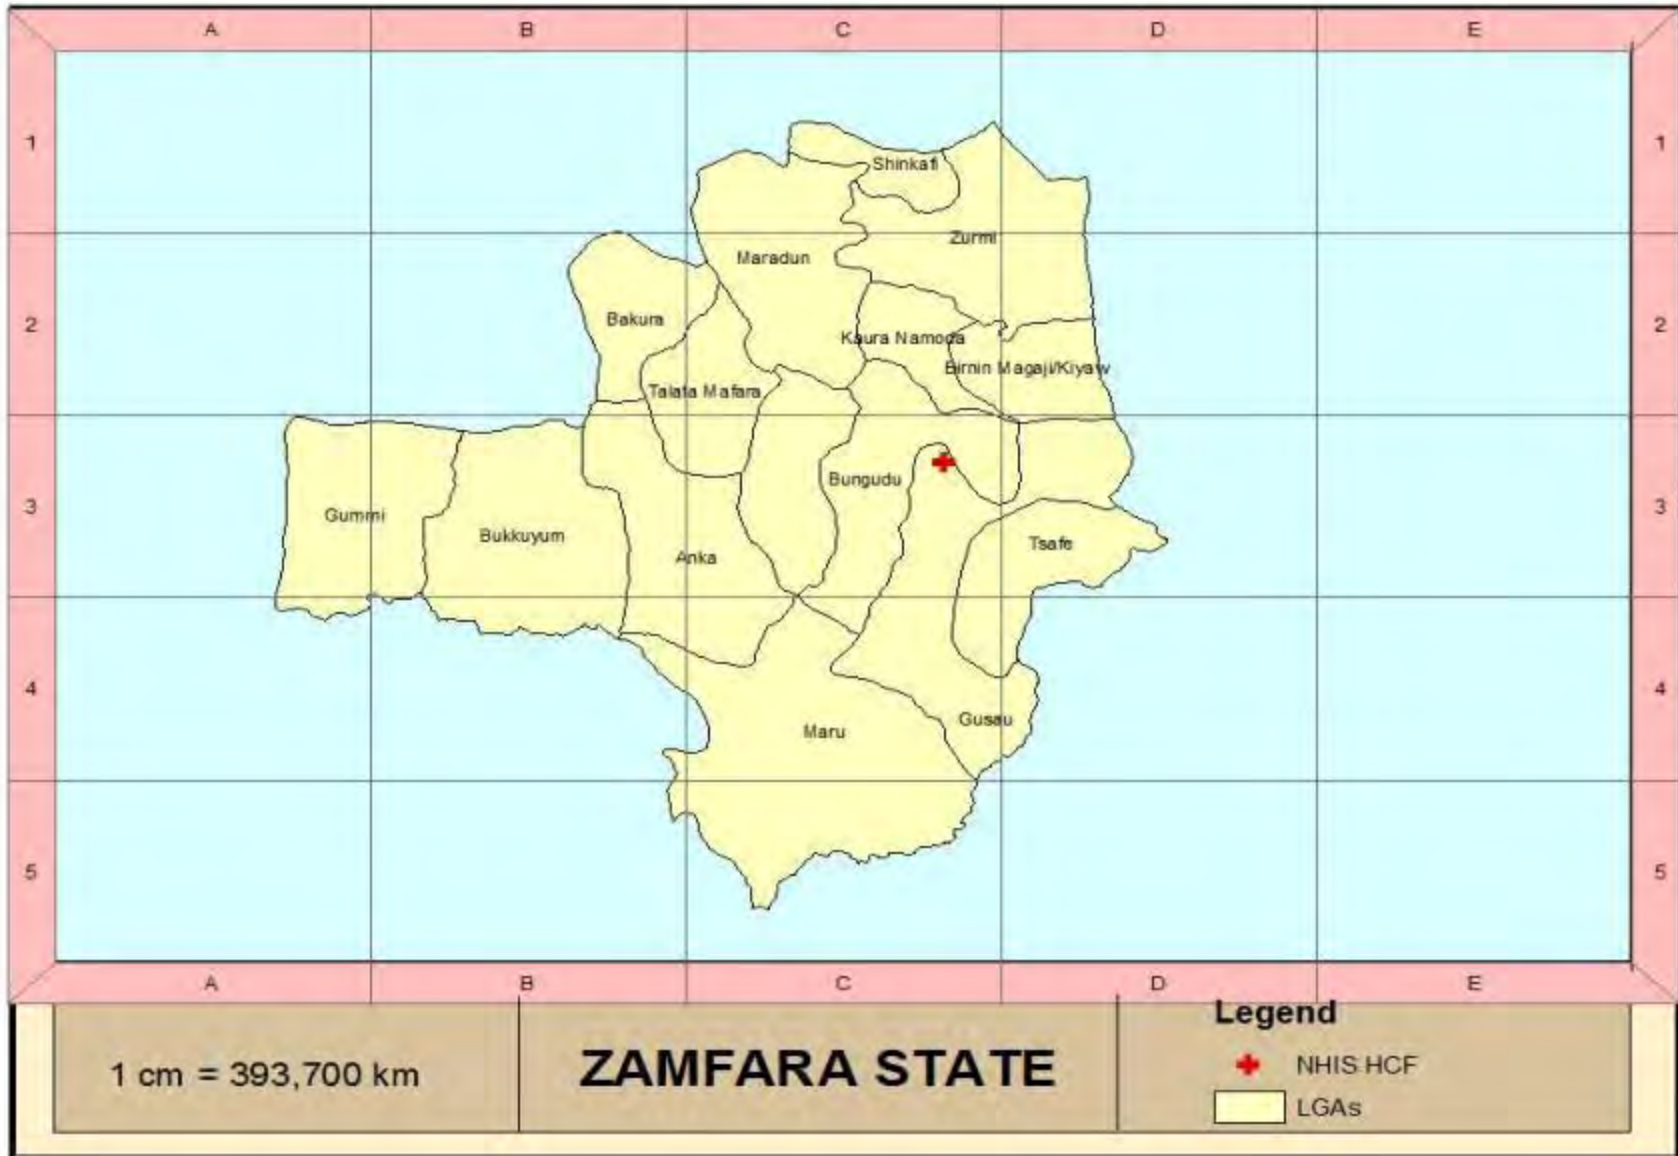 A B C D E
1 1
Shinkafi
Zurmi
Maradun
2 2
Bakura
Kaura Namoda
Birnin Magaji/Kiyaw
Talata Mafara
Bungudu
3 3
Gummi
Bukkuyum
Tsafe
Anka
4 4
Gusau
Maru
5 5
A B C D E
1 cm = 393,700 km
ZAMFARA STATE
Legend
NHIS HCF
LGAs